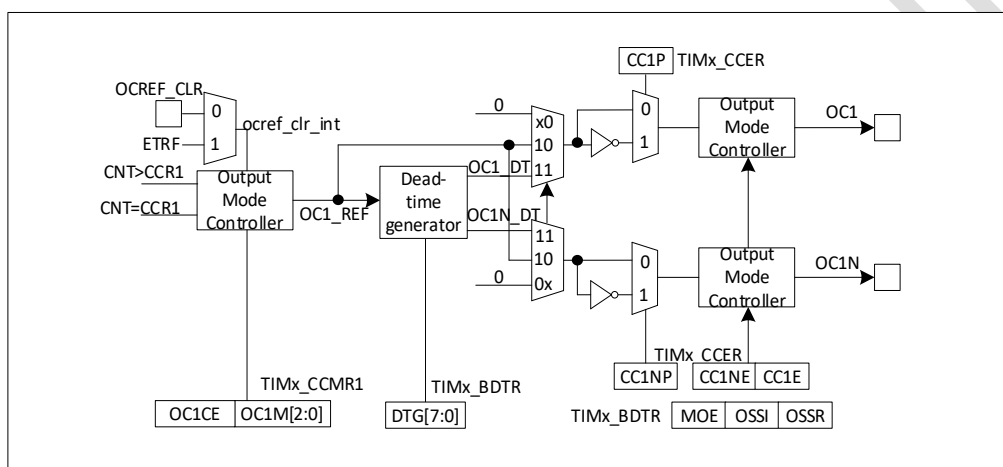 CC1P TIMx_CCER
OCREF_CLR
0
ocref_clr_int
ETRF
1
CNT>CCR1
CNT=CCR1
Output
Mode
Controller
OC1_REF
Dead-
time
generator
OC1_DT
OC1N_DT
0
x0
10
11
11
10
0x
0
0
1
Output
Mode
Controller
OC1
0
1
Output
Mode
Controller
OC1N
TIMx_CCER
CC1NP CC1NE CC1E
TIMx_CCMR1
OC1CE OC1M[2:0]
TIMx_BDTR
DTG[7:0]
TIMx_BDTR MOE OSSI OSSR